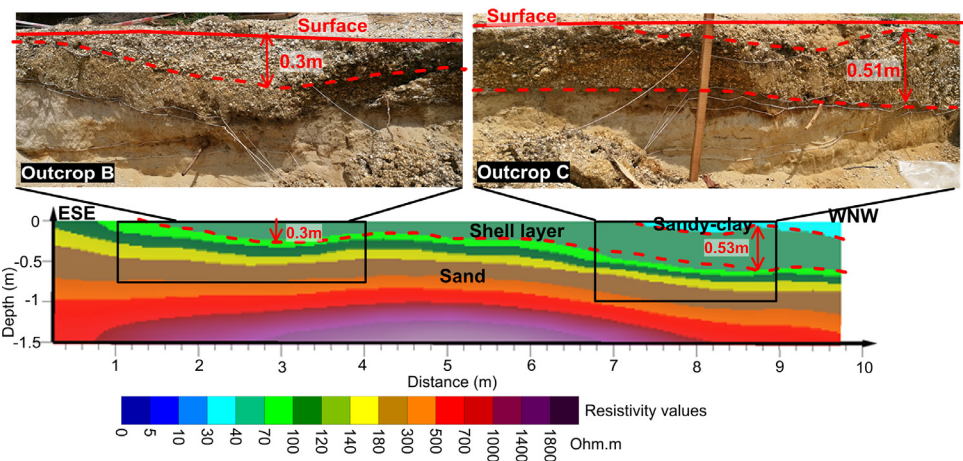 Surface
0.3m
Outcrop B
Surface
0.51m
Outcrop C
0
-0.5
-1
-1.5
Depth (m)
ESE
WNW
0.3m
Shell layer
Sandy-clay
0.53m
Sand
1 2 3 4 5 6 7 8 9 10
Distance (m)
0 5 10 30 40 70 100 120 140 180 300 500 700 1000 1400 1800
Resistivity values
Ohm.m